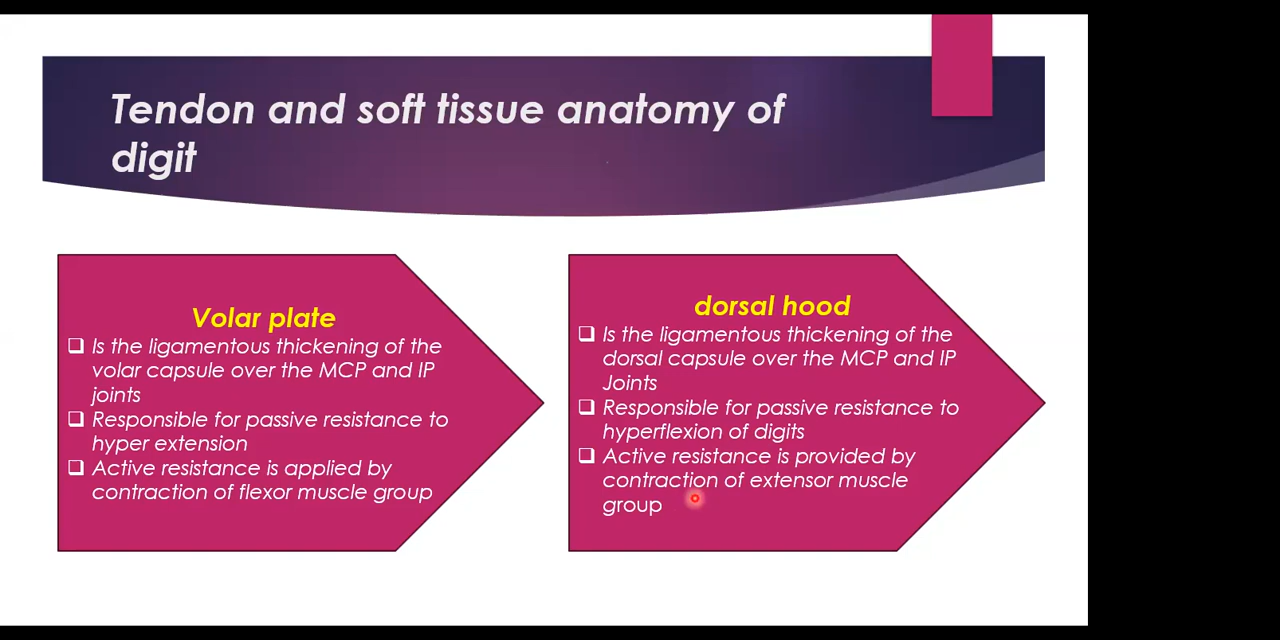 Tendon and soft tissue anatomy of
digit
Volar plate
❑ Is the ligamentous thickening of the
volar capsule over the MCP and IP
joints
❑ Responsible for passive resistance to
hyper extension
❑ Active resistance is applied by
contraction of flexor muscle group
dorsal hood
❑ Is the ligamentous thickening of the
dorsal capsule over the MCP and IP
Joints
❑ Responsible for passive resistance to
hyperflexion of digits
❑ Active resistance is provided by
contraction of extensor muscle
group